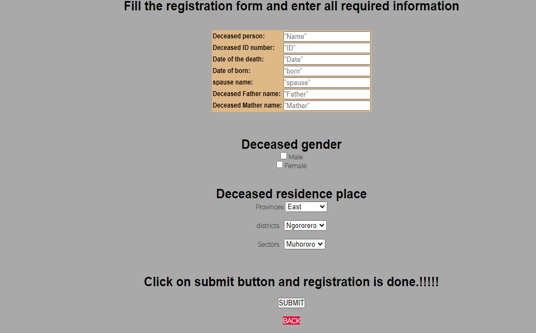 Fill the registration form and enter all required information
Deceased person: "Name"
Deceased ID number: "ID"
Date of the death: "Date"
Date of born: "born"
spause name: "spause"
Deceased Father name: "Father"
Deceased Mather name: "Mather"
Deceased gender
Male
Female
Deceased residence place
Provinces East
districts Ngororero
Sectors Muhororo
Click on submit button and registration is done.!!!!!
SUBMIT
BACK